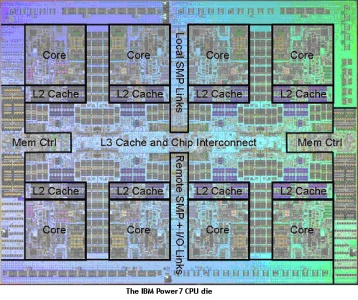 Core
Core
Core
Core
L2 Cache
L2 Cache
L2 Cache
L2 Cache
Local SMP Links
Mem Ctrl
L3 Cache and Chip Interconnect
Mem Ctrl
Remote SMP + I/O Links
L2 Cache
L2 Cache
L2 Cache
L2 Cache
Core
Core
Core
Core
The IBM Power7 CPU die